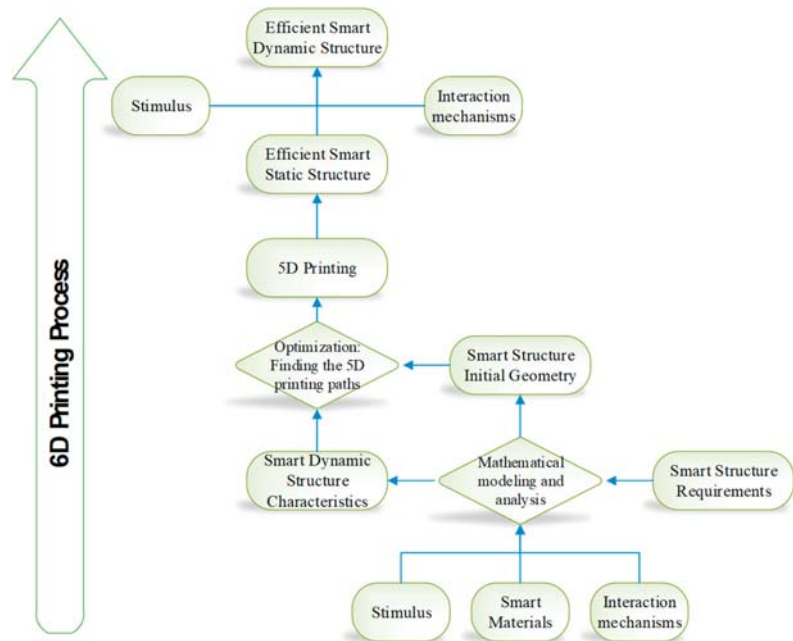 Efficient Smart
Dynamic Structure
Stimulus
Interaction
mechanisms
Efficient Smart
Static Structure
5D Printing
Optimization:
Finding the 5D
printing paths
Smart Structure
Initial Geometry
Smart Dynamic
Structure
Characteristics
Mathematical
modeling and
analysis
Smart Structure
Requirements
Stimulus
Smart
Materials
Interaction
mechanisms
6D Printing Process